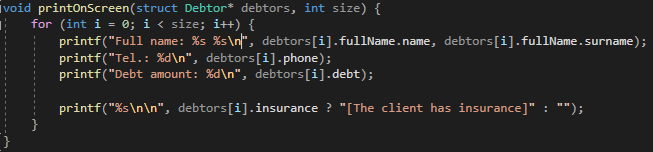 void printOnScreen(struct Debtor* debtors, int size) {
for (int i = 0; i < size; i++) {
printf("Full name: %s %s\n", debtors[i].fullName.name, debtors[i].fullName.surname);
printf("Tel.: %d\n", debtors[i].phone);
printf("Debt amount: %d\n", debtors[i].debt);
printf("%s\n\n", debtors[i].insurance ? "[The client has insurance]" : "");
}
}